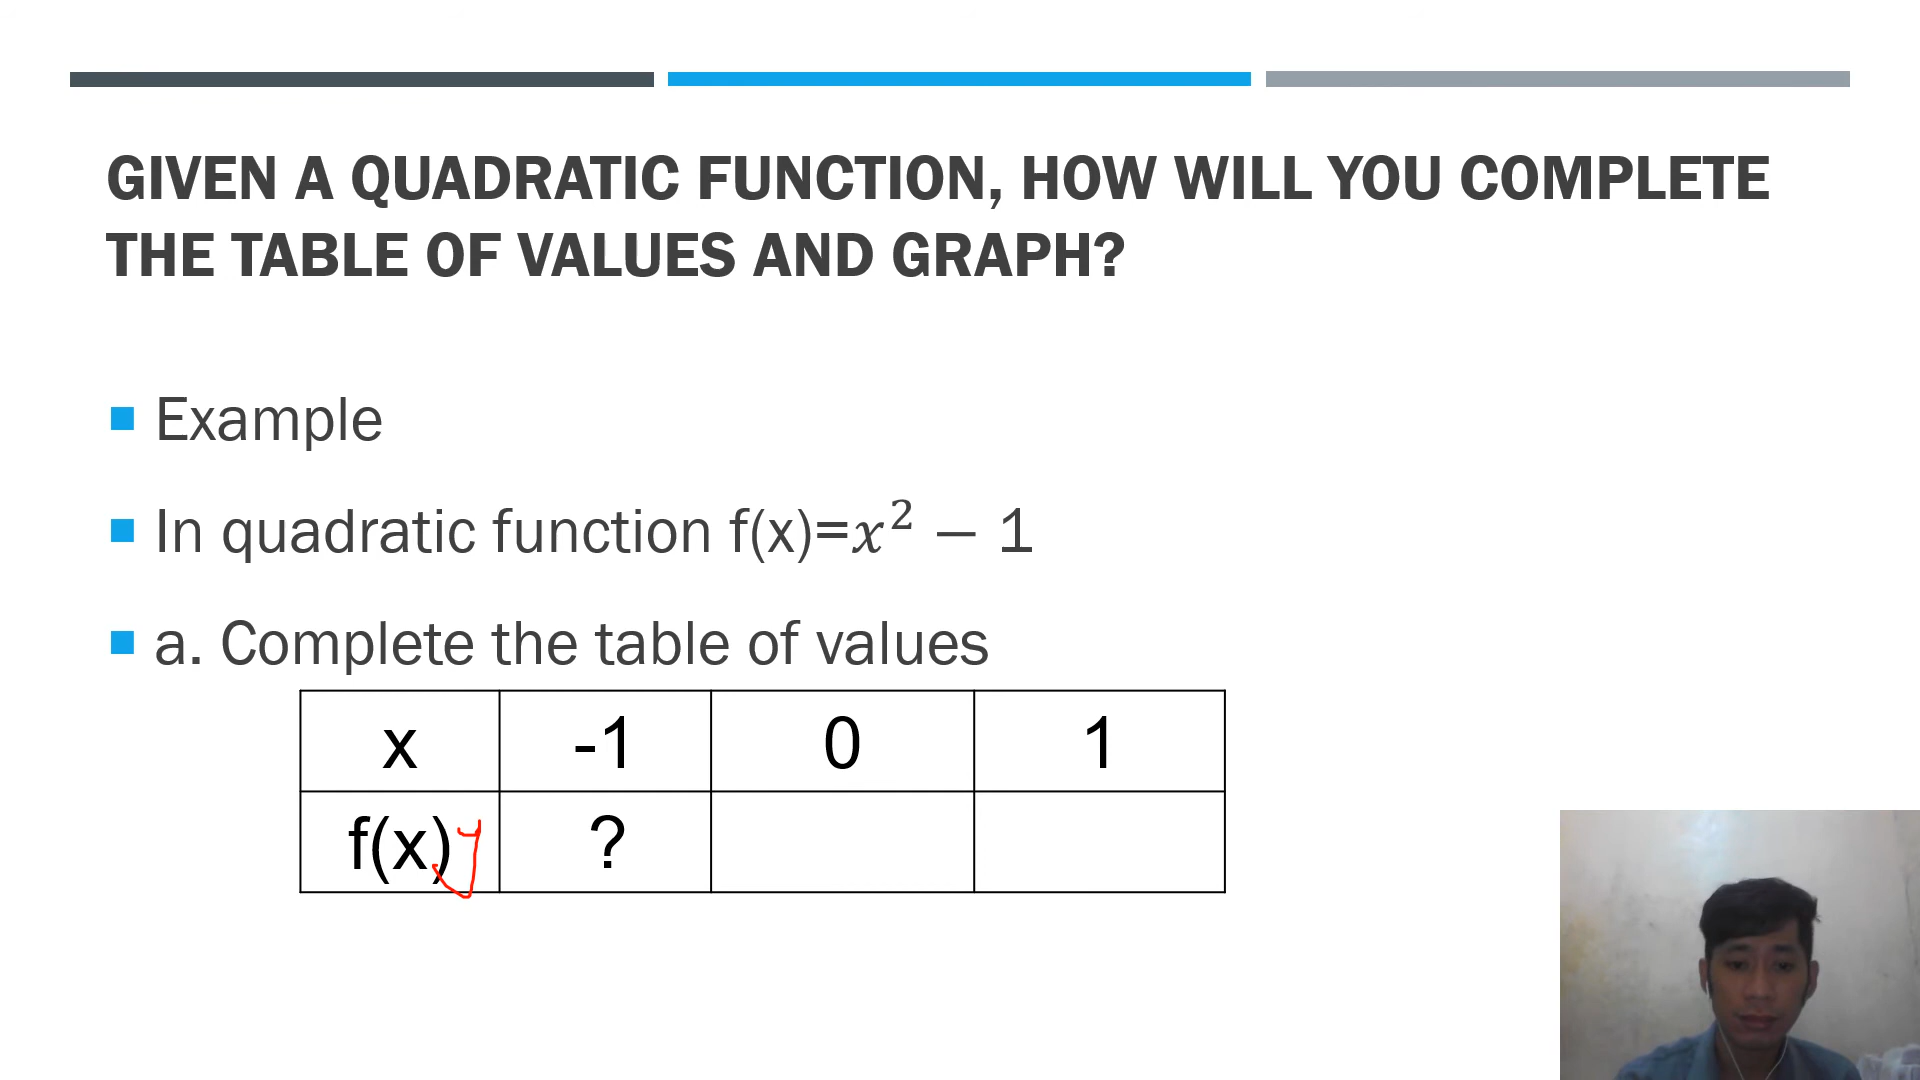 GIVEN A QUADRATIC FUNCTION, HOW WILL YOU COMPLETE
THE TABLE OF VALUES AND GRAPH?
Example
In quadratic function f(x)=𝑥² − 1
a. Complete the table of values
x -1 0 1
f(x) y ?